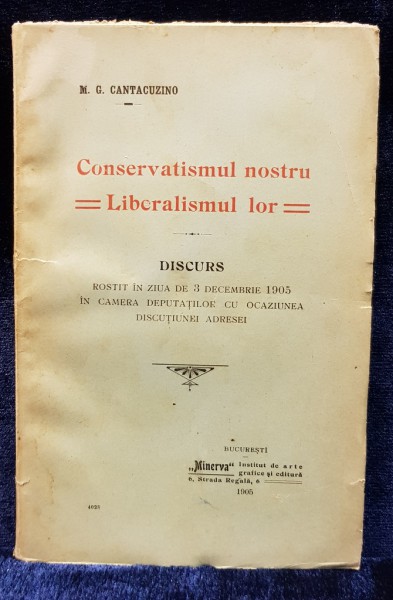 M. G. CANTACUZINO
Conservatismul nostru
Liberalismul lor
DISCURS
ROSTIT ÎN ZIUA DE 3 DECEMBRIE 1905
ÎN CAMERA DEPUTAȚILOR CU OCAZIUNEA
DISCUȚIUNEI ADRESEI
BUCUREȘTI
„Minerva“ Institut de arte
grafice și editură
6, Strada Regală, 6
1905